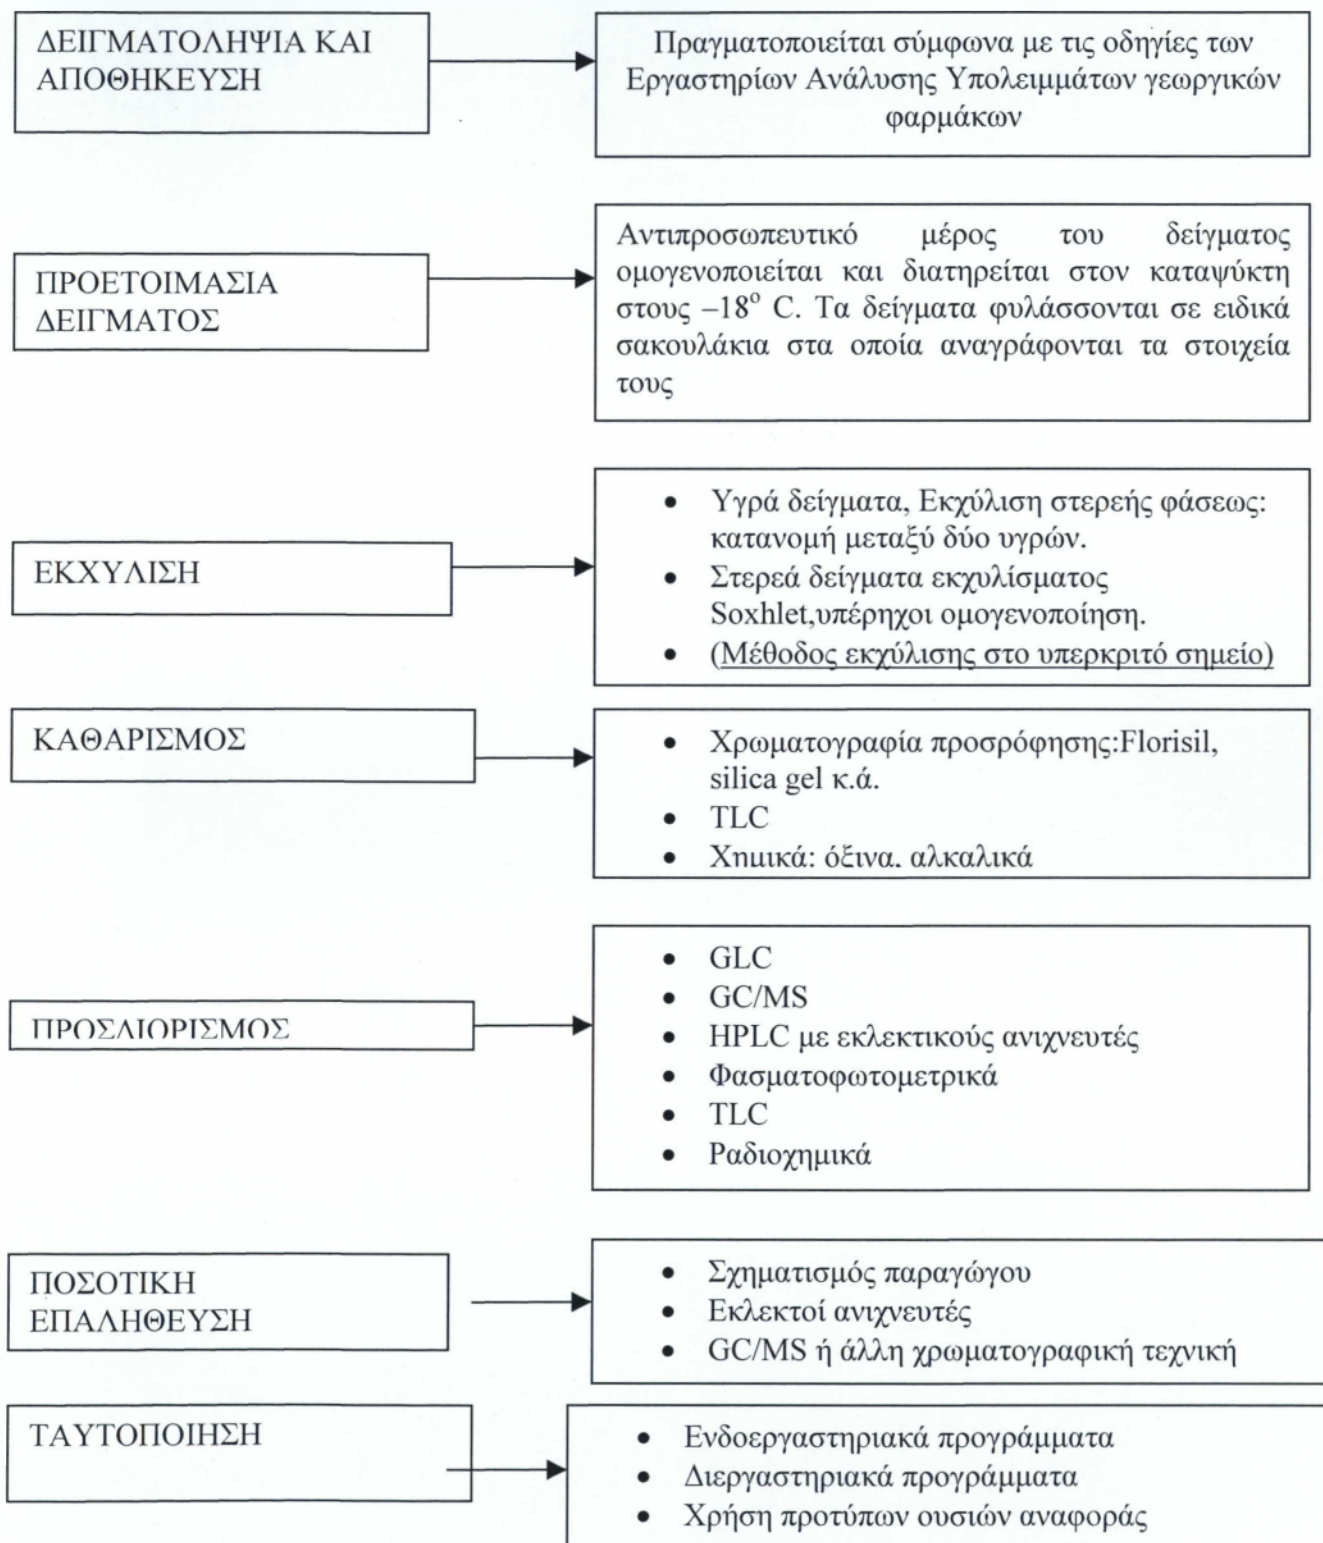 ΔΕΙΓΜΑΤΟΛΗΨΙΑ ΚΑΙ
ΑΠΟΘΗΚΕΥΣΗ
Πραγματοποιείται σύμφωνα με τις οδηγίες των
Εργαστηρίων Ανάλυσης Υπολειμμάτων γεωργικών
φαρμάκων
ΠΡΟΕΤΟΙΜΑΣΙΑ
ΔΕΙΓΜΑΤΟΣ
Αντιπροσωπευτικό μέρος του δείγματος
ομογενοποιείται και διατηρείται στον καταψύκτη
στους –18° C. Τα δείγματα φυλάσσονται σε ειδικά
σακουλάκια στα οποία αναγράφονται τα στοιχεία
τους
ΕΚΧΥΛΙΣΗ
• Υγρά δείγματα, Εκχύλιση στερεής φάσεως:
κατανομή μεταξύ δύο υγρών.
• Στερεά δείγματα εκχυλίσματος
Soxhlet,υπέρηχοι ομογενοποίηση.
• (Μέθοδος εκχύλισης στο υπερκριτό σημείο)
ΚΑΘΑΡΙΣΜΟΣ
• Χρωματογραφία προσρόφησης:Florisil,
silica gel κ.ά.
• TLC
• Χημικά: όξινα, αλκαλικά
ΠΡΟΣΔΙΟΡΙΣΜΟΣ
• GLC
• GC/MS
• HPLC με εκλεκτικούς ανιχνευτές
• Φασματοφωτομετρικά
• TLC
• Ραδιοχημικά
ΠΟΣΟΤΙΚΗ
ΕΠΑΛΗΘΕΥΣΗ
• Σχηματισμός παραγώγου
• Εκλεκτοί ανιχνευτές
• GC/MS ή άλλη χρωματογραφική τεχνική
ΤΑΥΤΟΠΟΙΗΣΗ
• Ενδοεργαστηριακά προγράμματα
• Διεργαστηριακά προγράμματα
• Χρήση προτύπων ουσιών αναφοράς